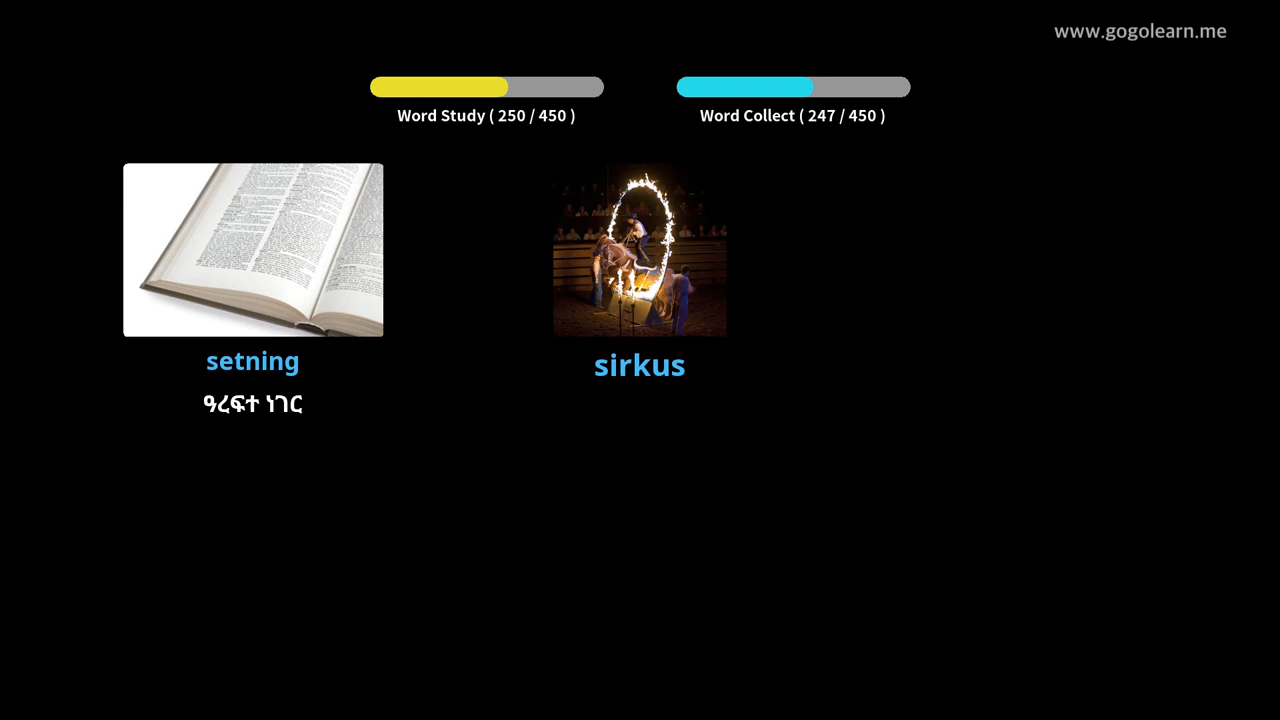 www.gogolearn.me
Word Study ( 250 / 450 )
Word Collect ( 247 / 450 )
setning
ዓረፍተ ነገር
sirkus